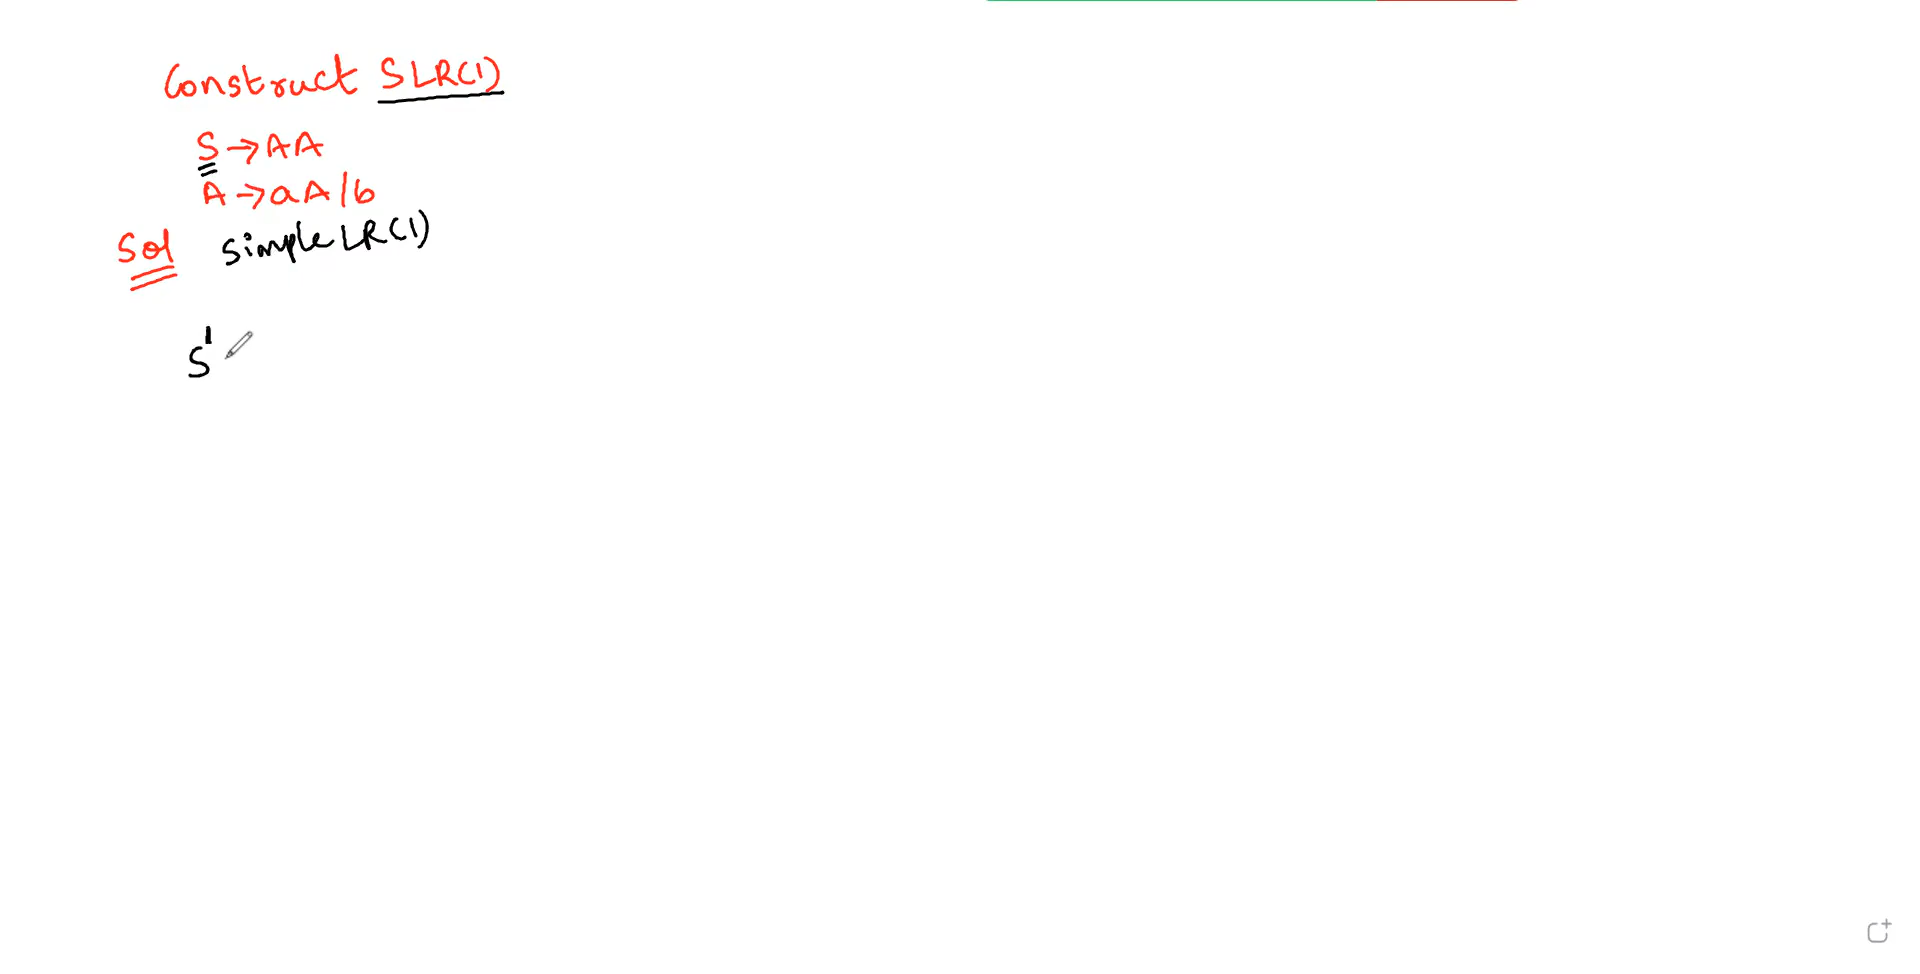 Construct SLR(1)
S → AA
A → aA/b
Sol simple LR(1)
S'